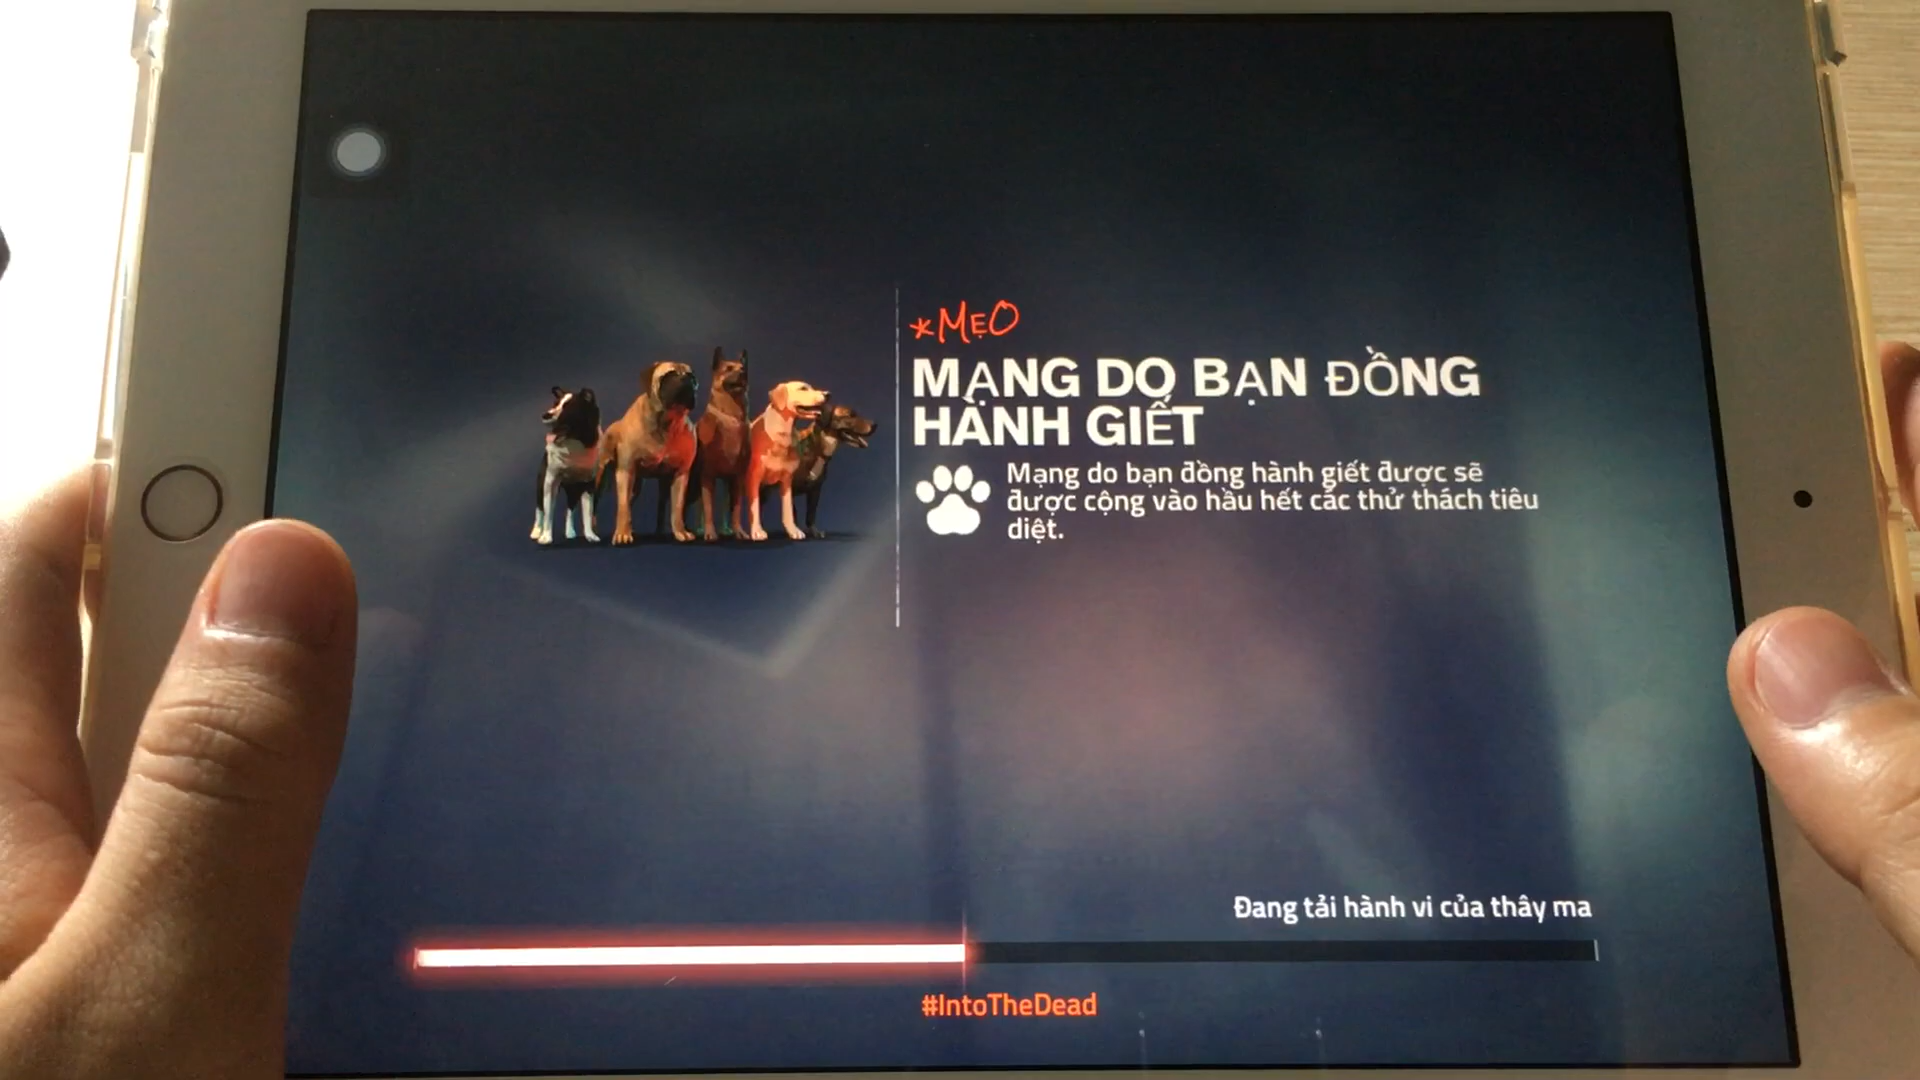 *MẸO
MẠNG DO BẠN ĐỒNG
HÀNH GIẾT
Mạng do bạn đồng hành giết được sẽ
được cộng vào hầu hết các thử thách tiêu
diệt.
Đang tải hành vi của thây ma
#IntoTheDead